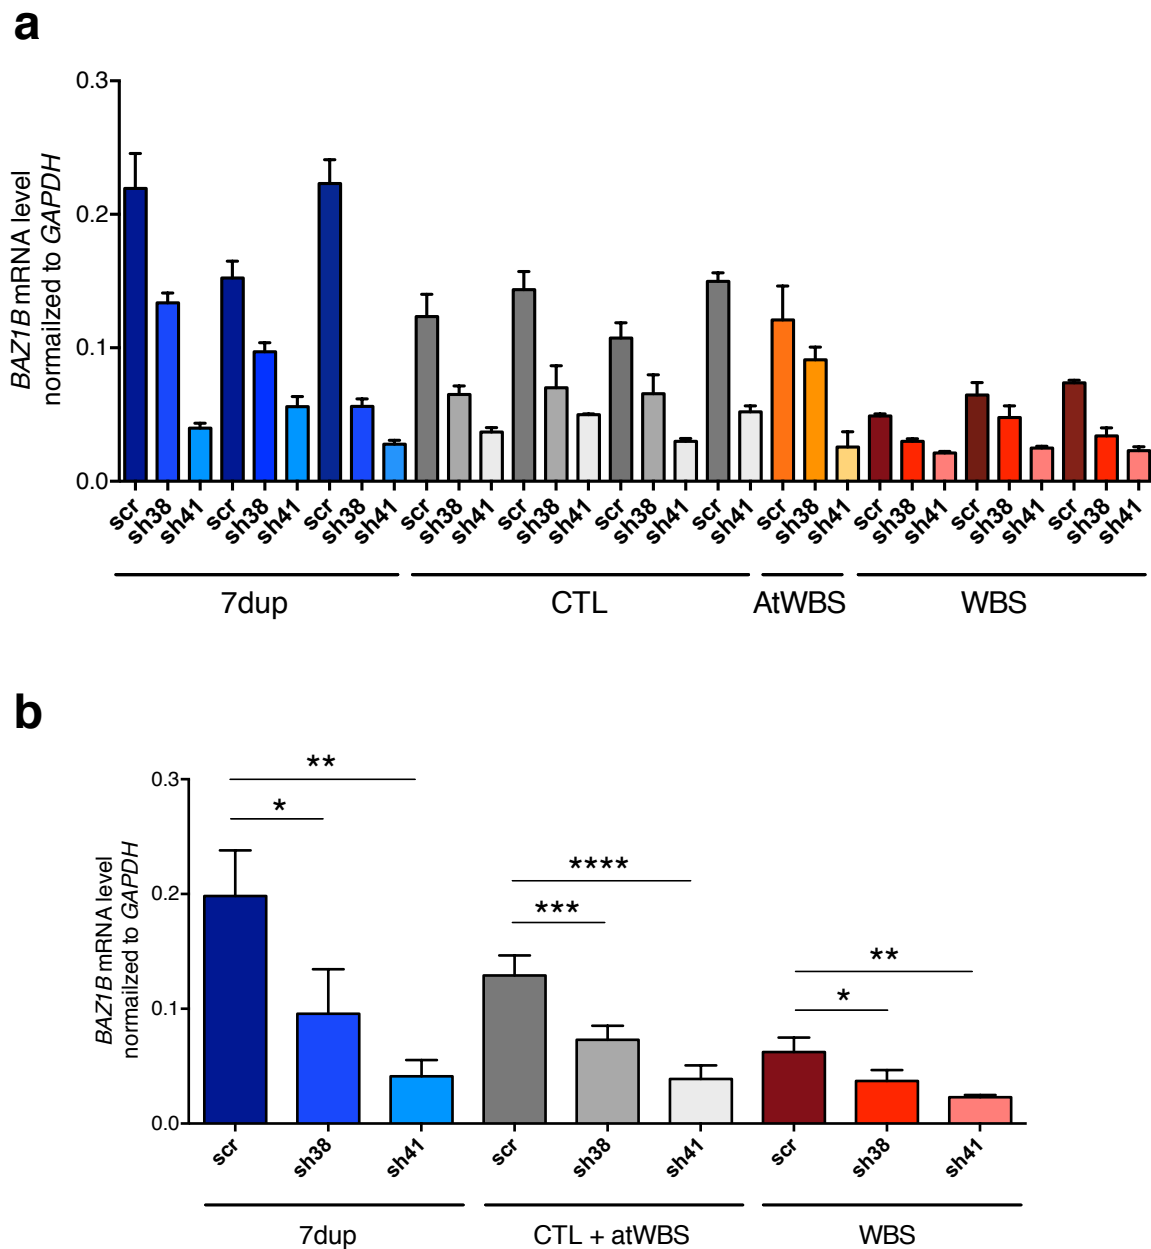 a
0.3
0.2
0.1
0.0
BAZ1B mRNA level
normailzed to GAPDH
scr sh38 sh41 scr sh38 sh41 scr sh38 sh41 scr sh38 sh41 scr sh38 sh41 scr sh38 sh41 scr sh41 scr sh38 sh41 scr sh38 sh41 scr sh38 sh41 scr sh38 sh41
7dup CTL AtWBS WBS
b
0.3
0.2
0.1
0.0
BAZ1B mRNA level
normailzed to GAPDH
**
*
****
***
**
*
scr sh38 sh41 scr sh38 sh41 scr sh38 sh41
7dup CTL + atWBS WBS